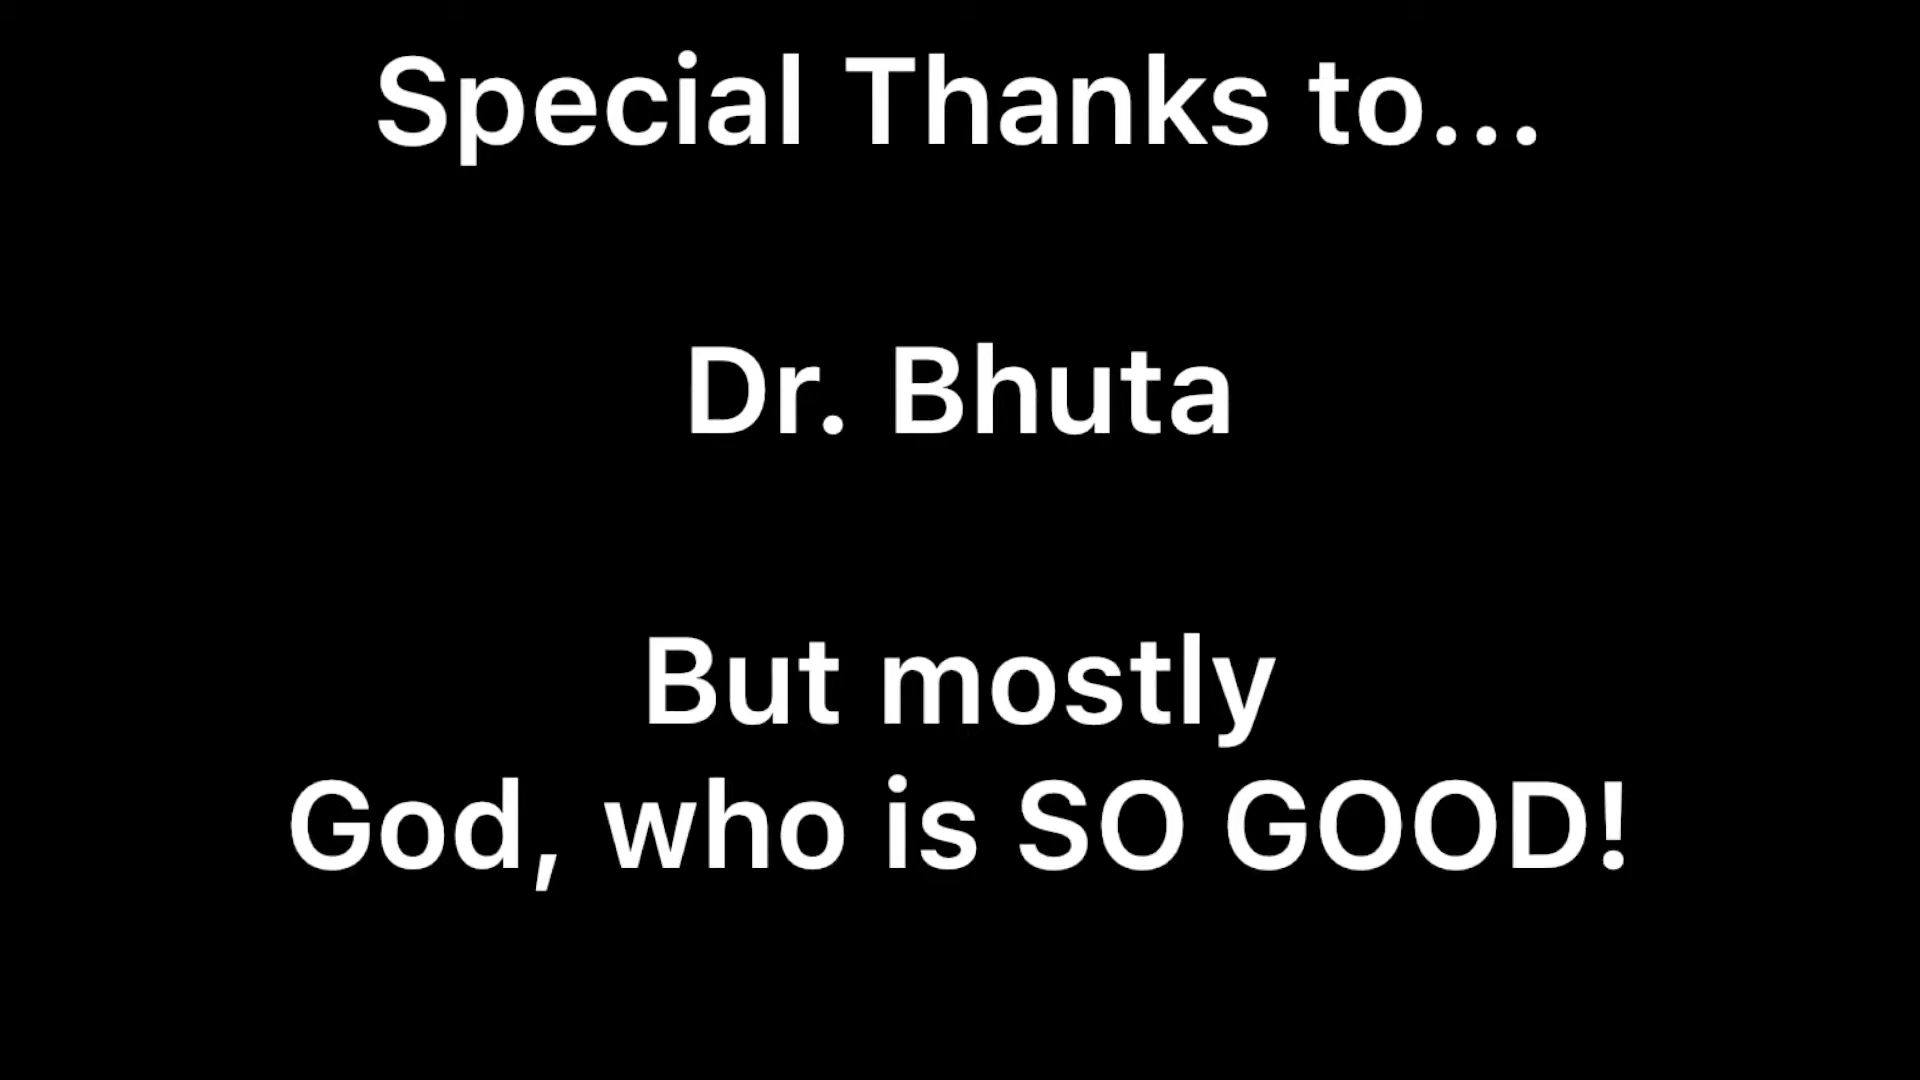 Special Thanks to...
Dr. Bhuta
But mostly
God, who is SO GOOD!